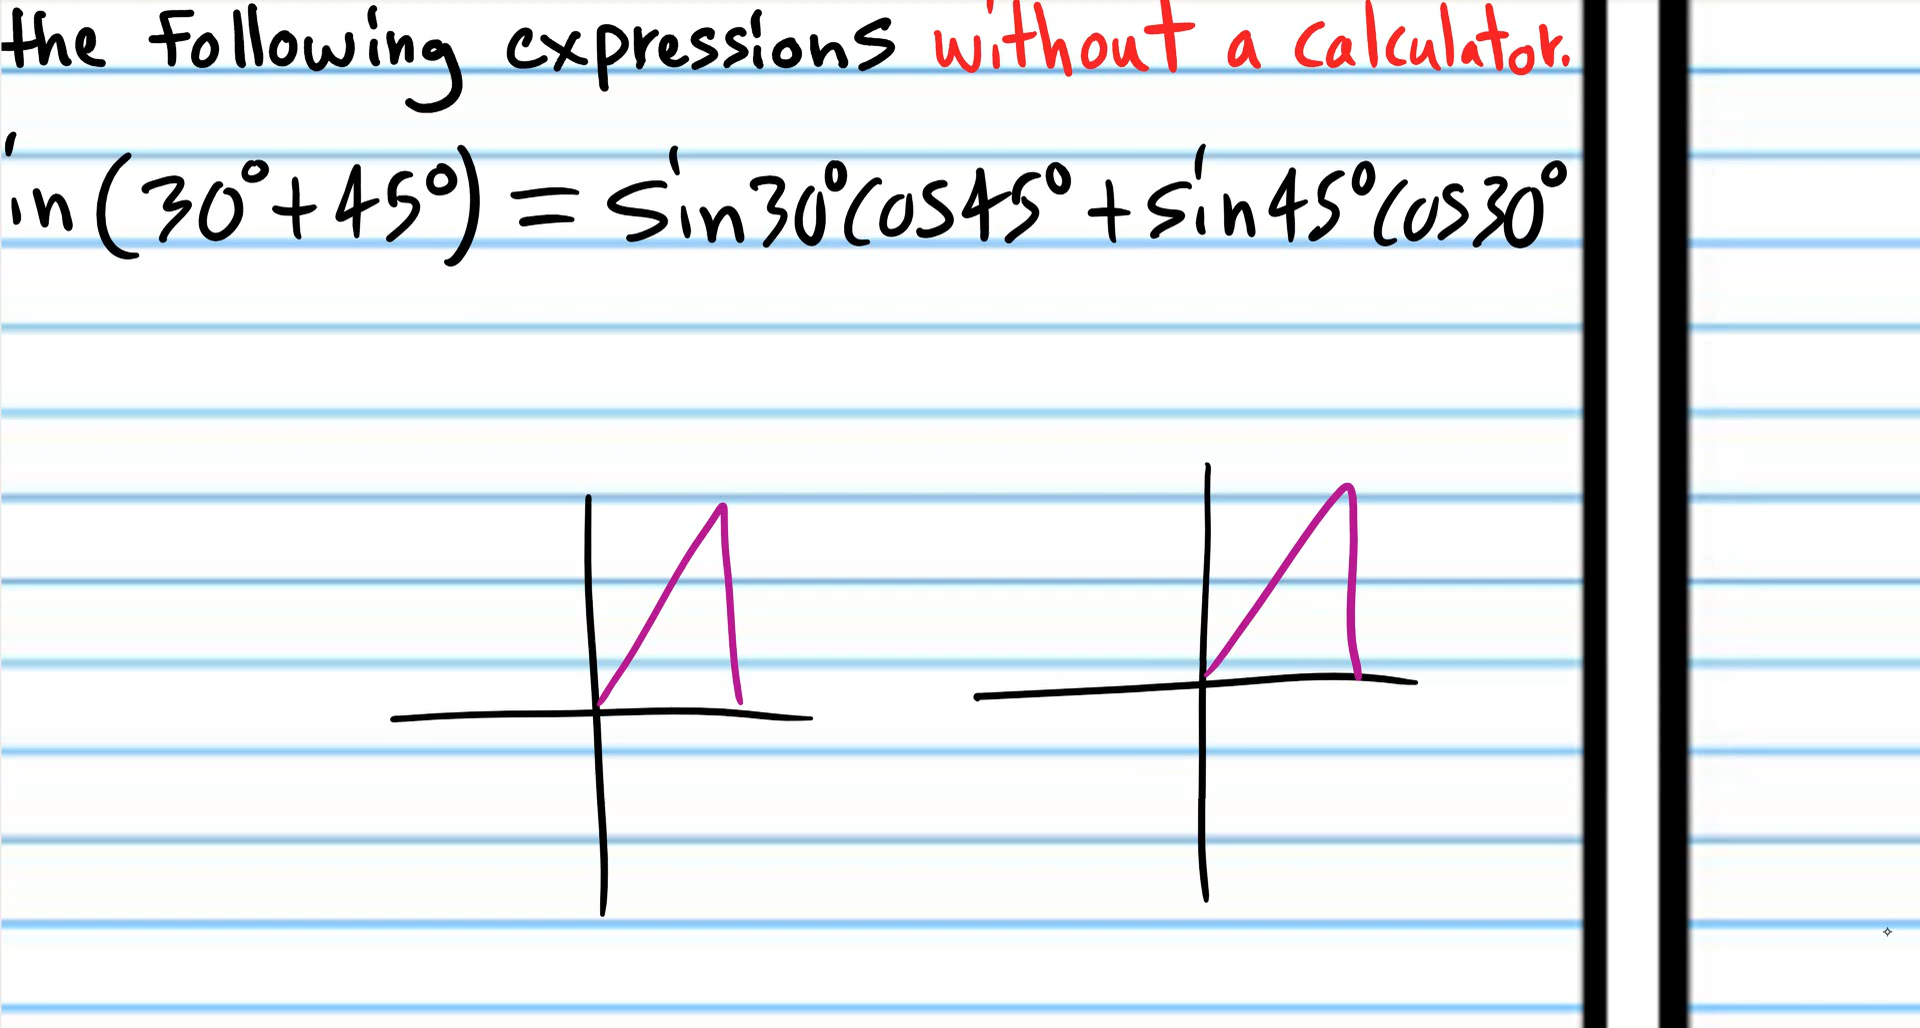 the following expressions without a calculator.
in(30°+45°) = sin30°cos45° + sin45°cos30°